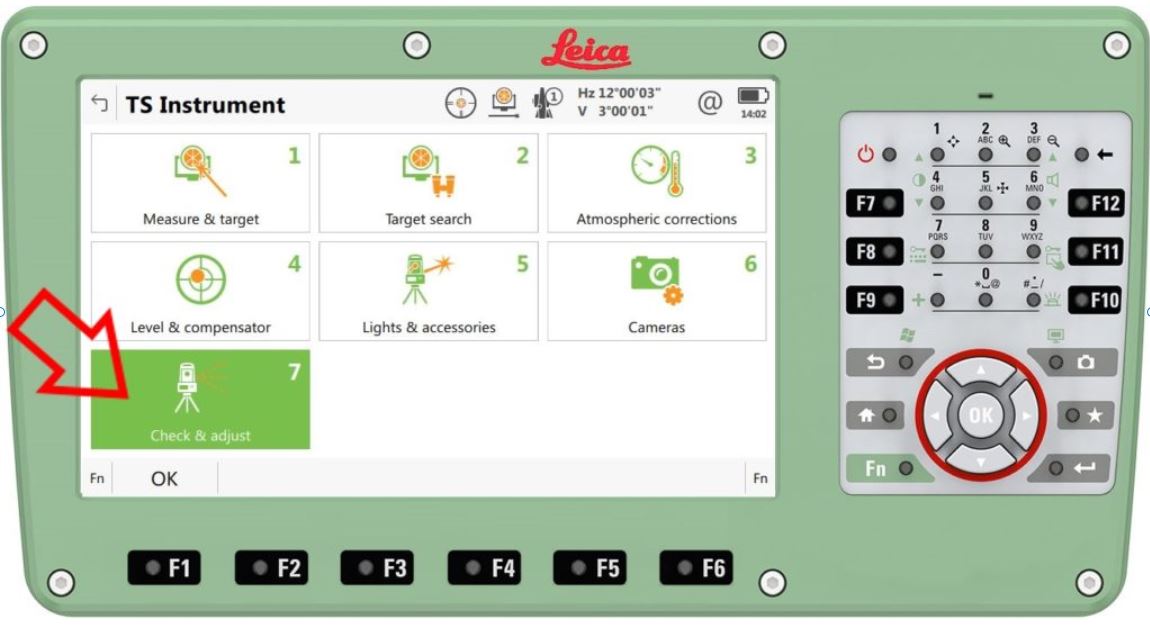 Leica
TS Instrument
1
Hz 12°00'03"
V 3°00'01"
@
14:02
1
Measure & target
2
Target search
3
Atmospheric corrections
4
Level & compensator
5
Lights & accessories
6
Cameras
7
Check & adjust
Fn OK Fn
F1 F2 F3 F4 F5 F6
1 2 3
ABC DEF
4 5 6
GHI JKL MNO
F7 F12
7 8 9
PQRS TUV WXYZ
F8 F11
- 0
*⎵@ #∸/
F9 + F10
OK
Fn